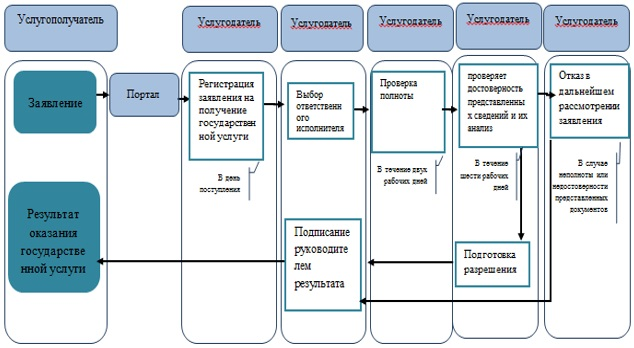 Услугополучатель
Услугодатель
Услугодатель
Услугодатель
Услугодатель
Услугодатель
Заявление
Портал
Регистрация
заявления на
получение
государствен
ной услуги
Выбор
ответственн
ого
исполнителя
Проверка
полноты
проверяет
достоверность
представленны
х сведений и их
анализ
Отказ в
дальнейшем
рассмотрении
заявления
В день
поступления
В течение двух
рабочих дней
В течение
шести рабочих
дней
В случае
неполноты или
недостоверности
представленных
документов
Результат
оказания
государстве
нной услуги
Подписание
руководите
лем
результата
Подготовка
разрешения